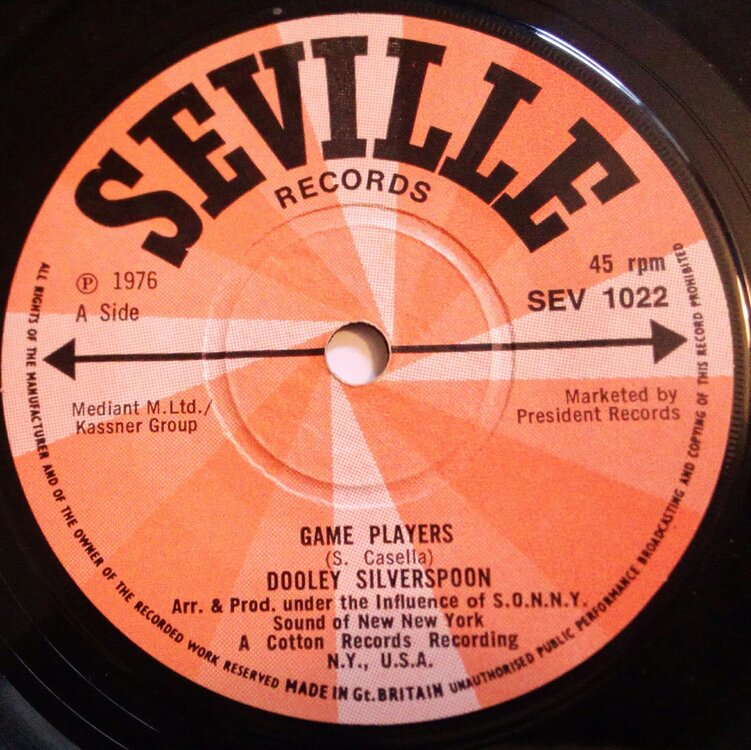 SEVILLE
RECORDS
℗ 1976
A Side
45 rpm
SEV 1022
Mediant M.Ltd./
Kassner Group
Marketed by
President Records
GAME PLAYERS
(S. Casella)
DOOLEY SILVERSPOON
Arr. & Prod. under the Influence of S.O.N.N.Y.
Sound of New New York
A Cotton Records Recording
N.Y., U.S.A.
ALL RIGHTS OF THE MANUFACTURER AND OF THE OWNER OF THE RECORDED WORK RESERVED MADE IN Gt. BRITAIN UNAUTHORISED PUBLIC PERFORMANCE BROADCASTING AND COPYING OF THIS RECORD PROHIBITED